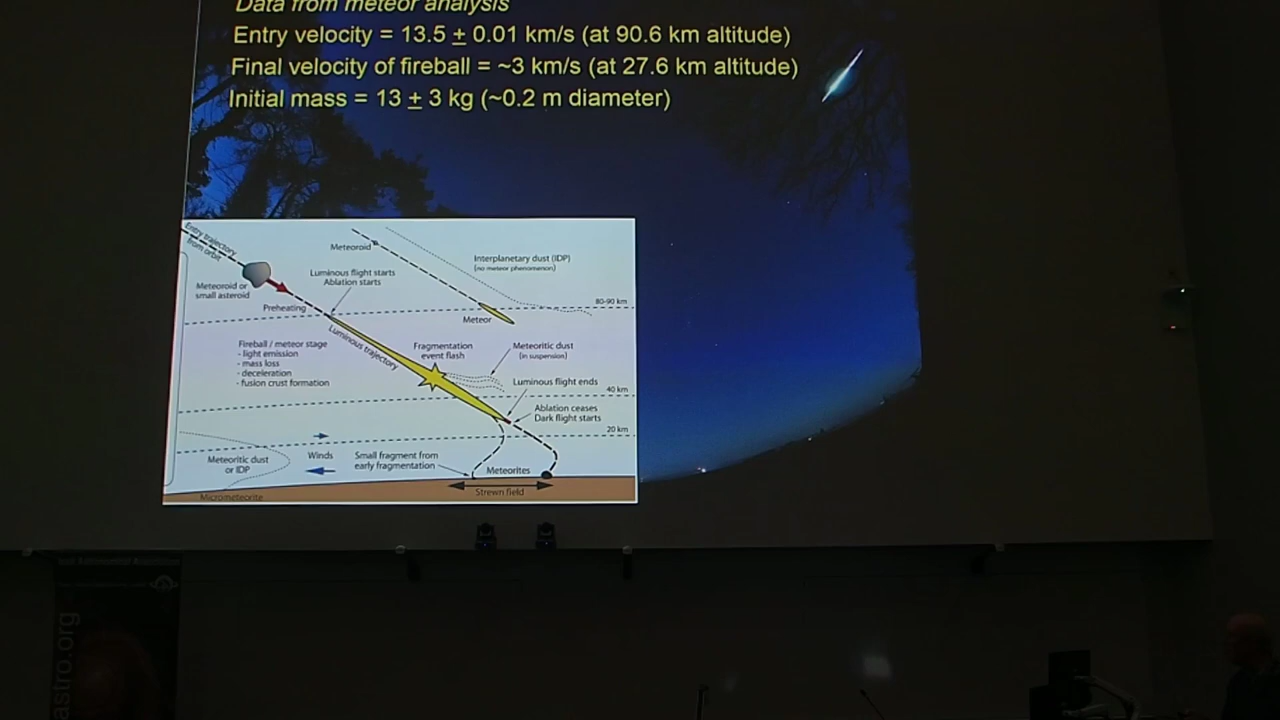 Data from meteor analysis
Entry velocity = 13.5 ± 0.01 km/s (at 90.6 km altitude)
Final velocity of fireball = ~3 km/s (at 27.6 km altitude)
Initial mass = 13 ± 3 kg (~0.2 m diameter)
Entry trajectory
from orbit
Meteoroid
Interplanetary dust (IDP)
(no meteor phenomenon)
Luminous flight starts
Ablation starts
Meteoroid or
small asteroid
Preheating
80-90 km
Meteor
Luminous trajectory
Fireball / meteor stage
- light emission
- mass loss
- deceleration
- fusion crust formation
Fragmentation
event flash
Meteoritic dust
(in suspension)
Luminous flight ends
40 km
Ablation ceases
Dark flight starts
20 km
Meteoritic dust
or IDP
Winds
Small fragment from
early fragmentation
Meteorites
Strewn field
Micrometeorite
astro.org